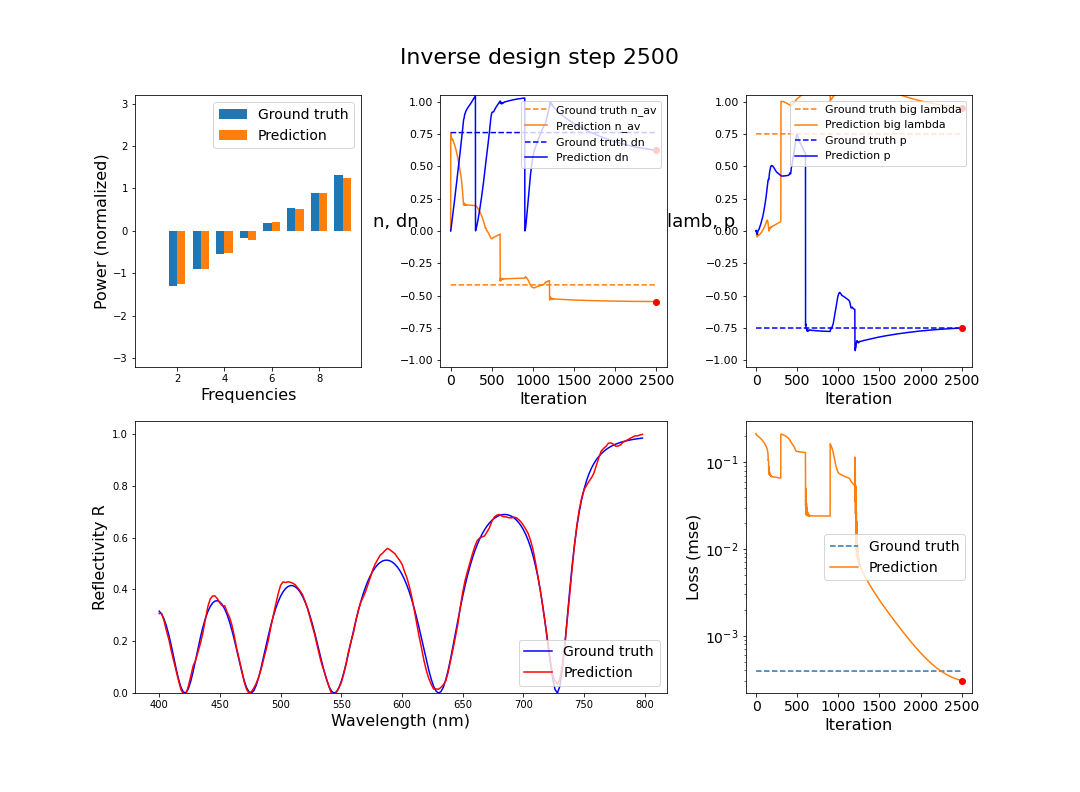 Inverse design step 2500
Ground truth
Prediction
3
2
1
0
−1
−2
−3
2
4
6
8
Power (normalized)
Frequencies
Ground truth n_av
Prediction n_av
Ground truth dn
Prediction dn
1.00
0.75
0.50
0.25
0.00
−0.25
−0.50
−0.75
−1.00
n, dn
0
500
1000
1500
2000
2500
Iteration
Ground truth big lambda
Prediction big lambda
Ground truth p
Prediction p
1.00
0.75
0.50
0.25
0.00
−0.25
−0.50
−0.75
−1.00
lamb, p
0
500
1000
1500
2000
2500
Iteration
1.0
0.8
0.6
0.4
0.2
0.0
Reflectivity R
Ground truth
Prediction
400
450
500
550
600
650
700
750
800
Wavelength (nm)
10⁻¹
10⁻²
10⁻³
Loss (mse)
Ground truth
Prediction
0
500
1000
1500
2000
2500
Iteration